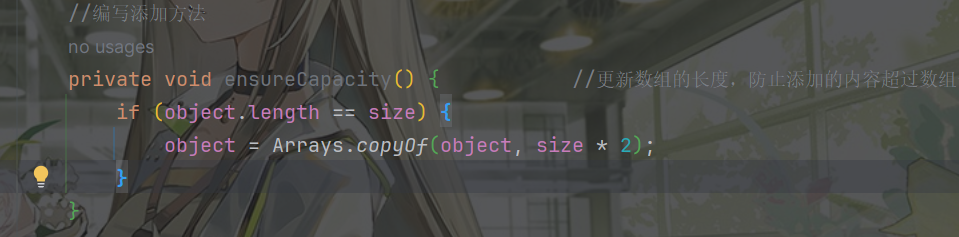 //编写添加方法
no usages
private void ensureCapacity() {            //更新数组的长度，防止添加的内容超过数组
    if (object.length == size) {
        object = Arrays.copyOf(object, size * 2);
    }
}